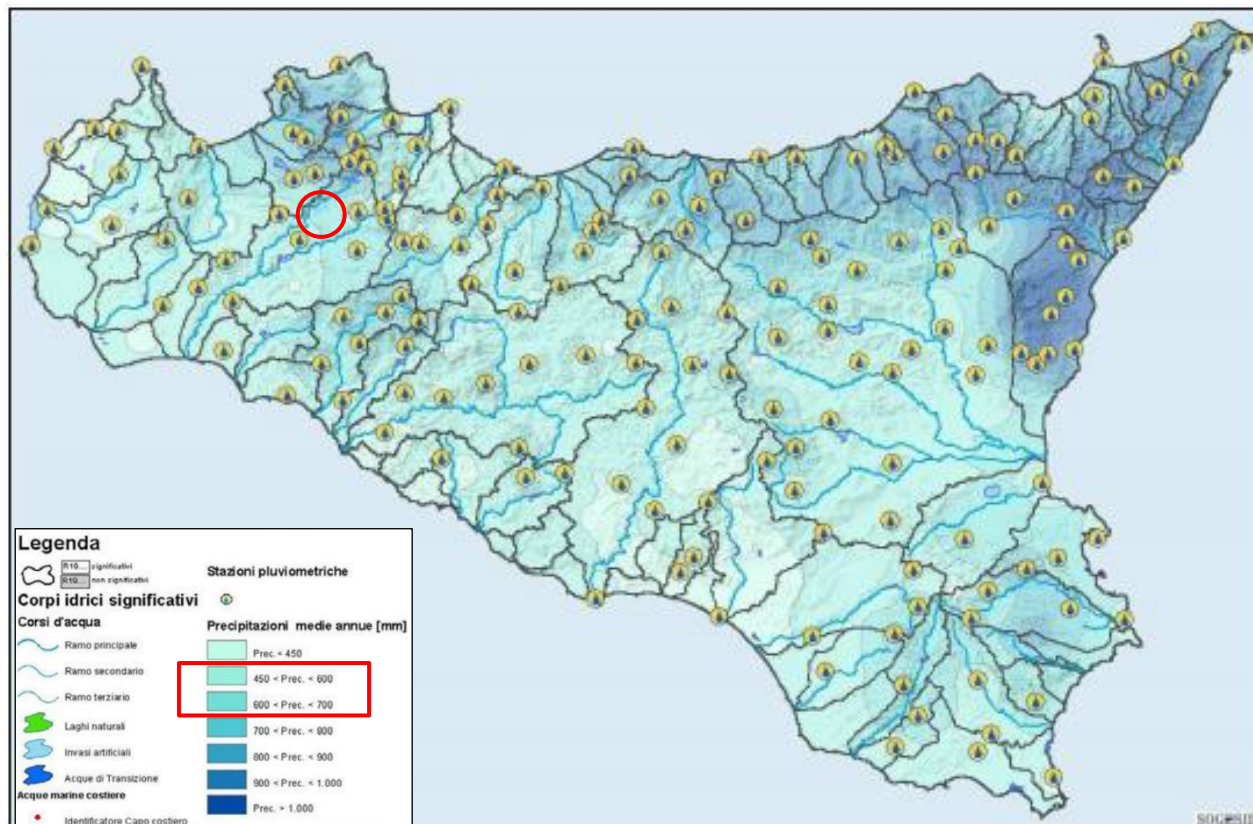 Legenda
R19.... significativi
R19.... non significativi
Corpi idrici significativi
Corsi d'acqua
Ramo principale
Ramo secondario
Ramo terziario
Laghi naturali
Invasi artificiali
Acque di Transizione
Acque marine costiere
Identificatore Capo costiero
Stazioni pluviometriche
Precipitazioni medie annue [mm]
Prec. < 450
450 < Prec. < 600
600 < Prec. < 700
700 < Prec. < 800
800 < Prec. < 900
900 < Prec. < 1.000
Prec. > 1.000